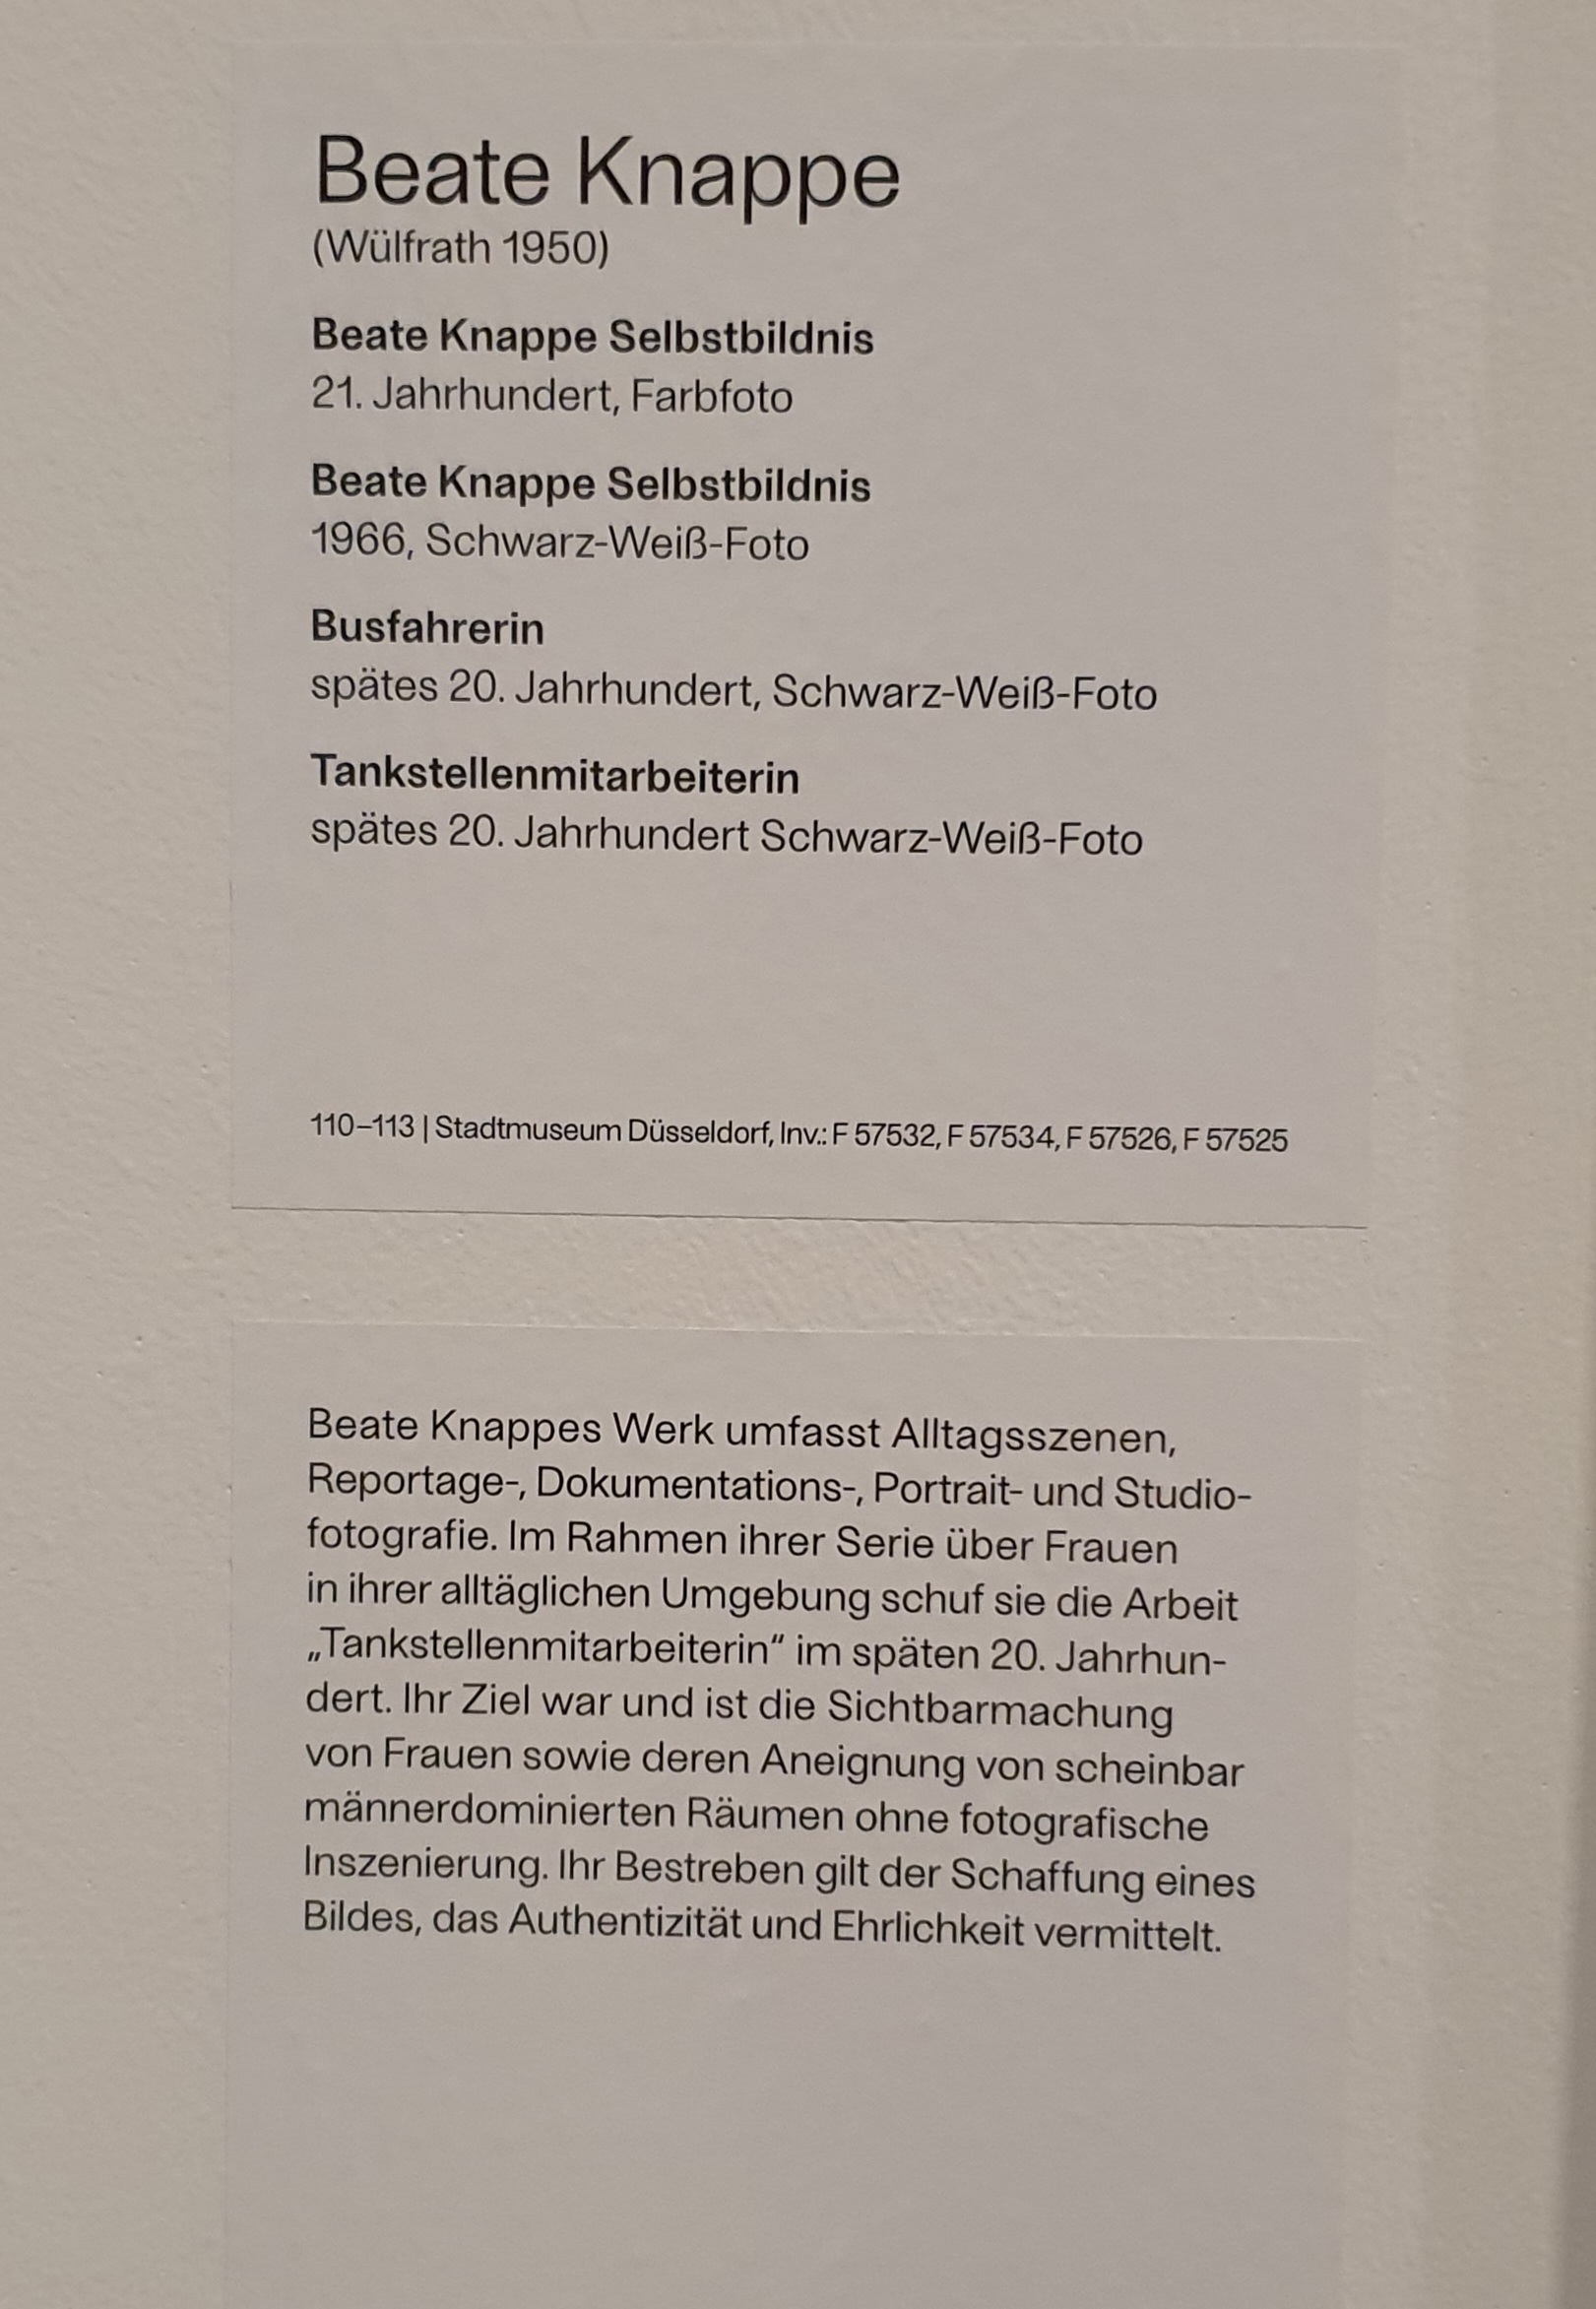 Beate Knappe
(Wülfrath 1950)
Beate Knappe Selbstbildnis
21. Jahrhundert, Farbfoto
Beate Knappe Selbstbildnis
1966, Schwarz-Weiß-Foto
Busfahrerin
spätes 20. Jahrhundert, Schwarz-Weiß-Foto
Tankstellenmitarbeiterin
spätes 20. Jahrhundert Schwarz-Weiß-Foto
110–113 | Stadtmuseum Düsseldorf, Inv.: F 57532, F 57534, F 57526, F 57525
Beate Knappes Werk umfasst Alltagsszenen,
Reportage-, Dokumentations-, Portrait- und Studio-
fotografie. Im Rahmen ihrer Serie über Frauen
in ihrer alltäglichen Umgebung schuf sie die Arbeit
„Tankstellenmitarbeiterin“ im späten 20. Jahrhun-
dert. Ihr Ziel war und ist die Sichtbarmachung
von Frauen sowie deren Aneignung von scheinbar
männerdominierten Räumen ohne fotografische
Inszenierung. Ihr Bestreben gilt der Schaffung eines
Bildes, das Authentizität und Ehrlichkeit vermittelt.